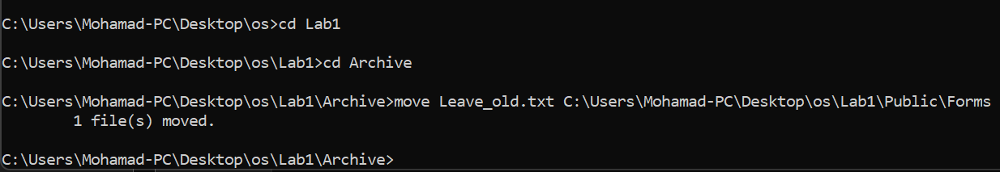 C:\Users\Mohamad-PC\Desktop\os>cd Lab1
C:\Users\Mohamad-PC\Desktop\os\Lab1>cd Archive
C:\Users\Mohamad-PC\Desktop\os\Lab1\Archive>move Leave_old.txt C:\Users\Mohamad-PC\Desktop\os\Lab1\Public\Forms
        1 file(s) moved.
C:\Users\Mohamad-PC\Desktop\os\Lab1\Archive>